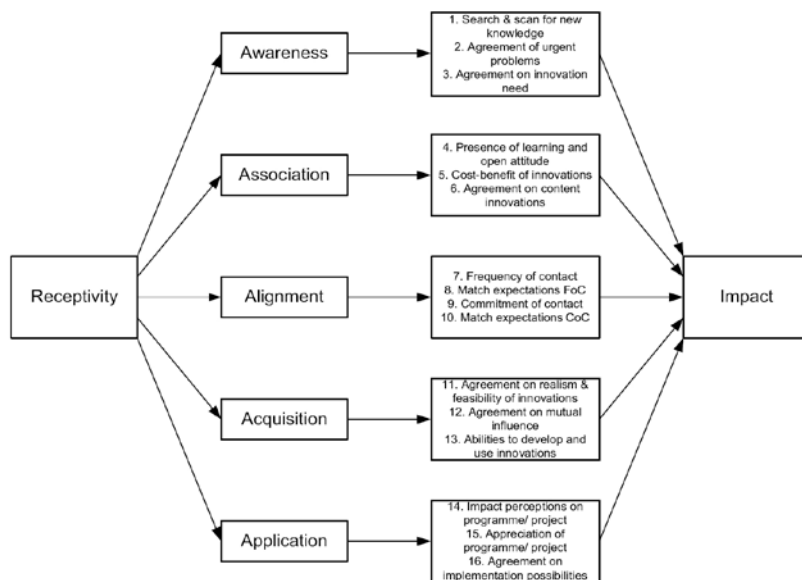 Receptivity
Awareness
1. Search & scan for new
knowledge
2. Agreement of urgent
problems
3. Agreement on innovation
need
Association
4. Presence of learning and
open attitude
5. Cost-benefit of innovations
6. Agreement on content
innovations
Alignment
7. Frequency of contact
8. Match expectations FoC
9. Commitment of contact
10. Match expectations CoC
Acquisition
11. Agreement on realism &
feasibility of innovations
12. Agreement on mutual
influence
13. Abilities to develop and
use innovations
Application
14. Impact perceptions on
programme/ project
15. Appreciation of
programme/ project
16. Agreement on
implementation possibilities
Impact